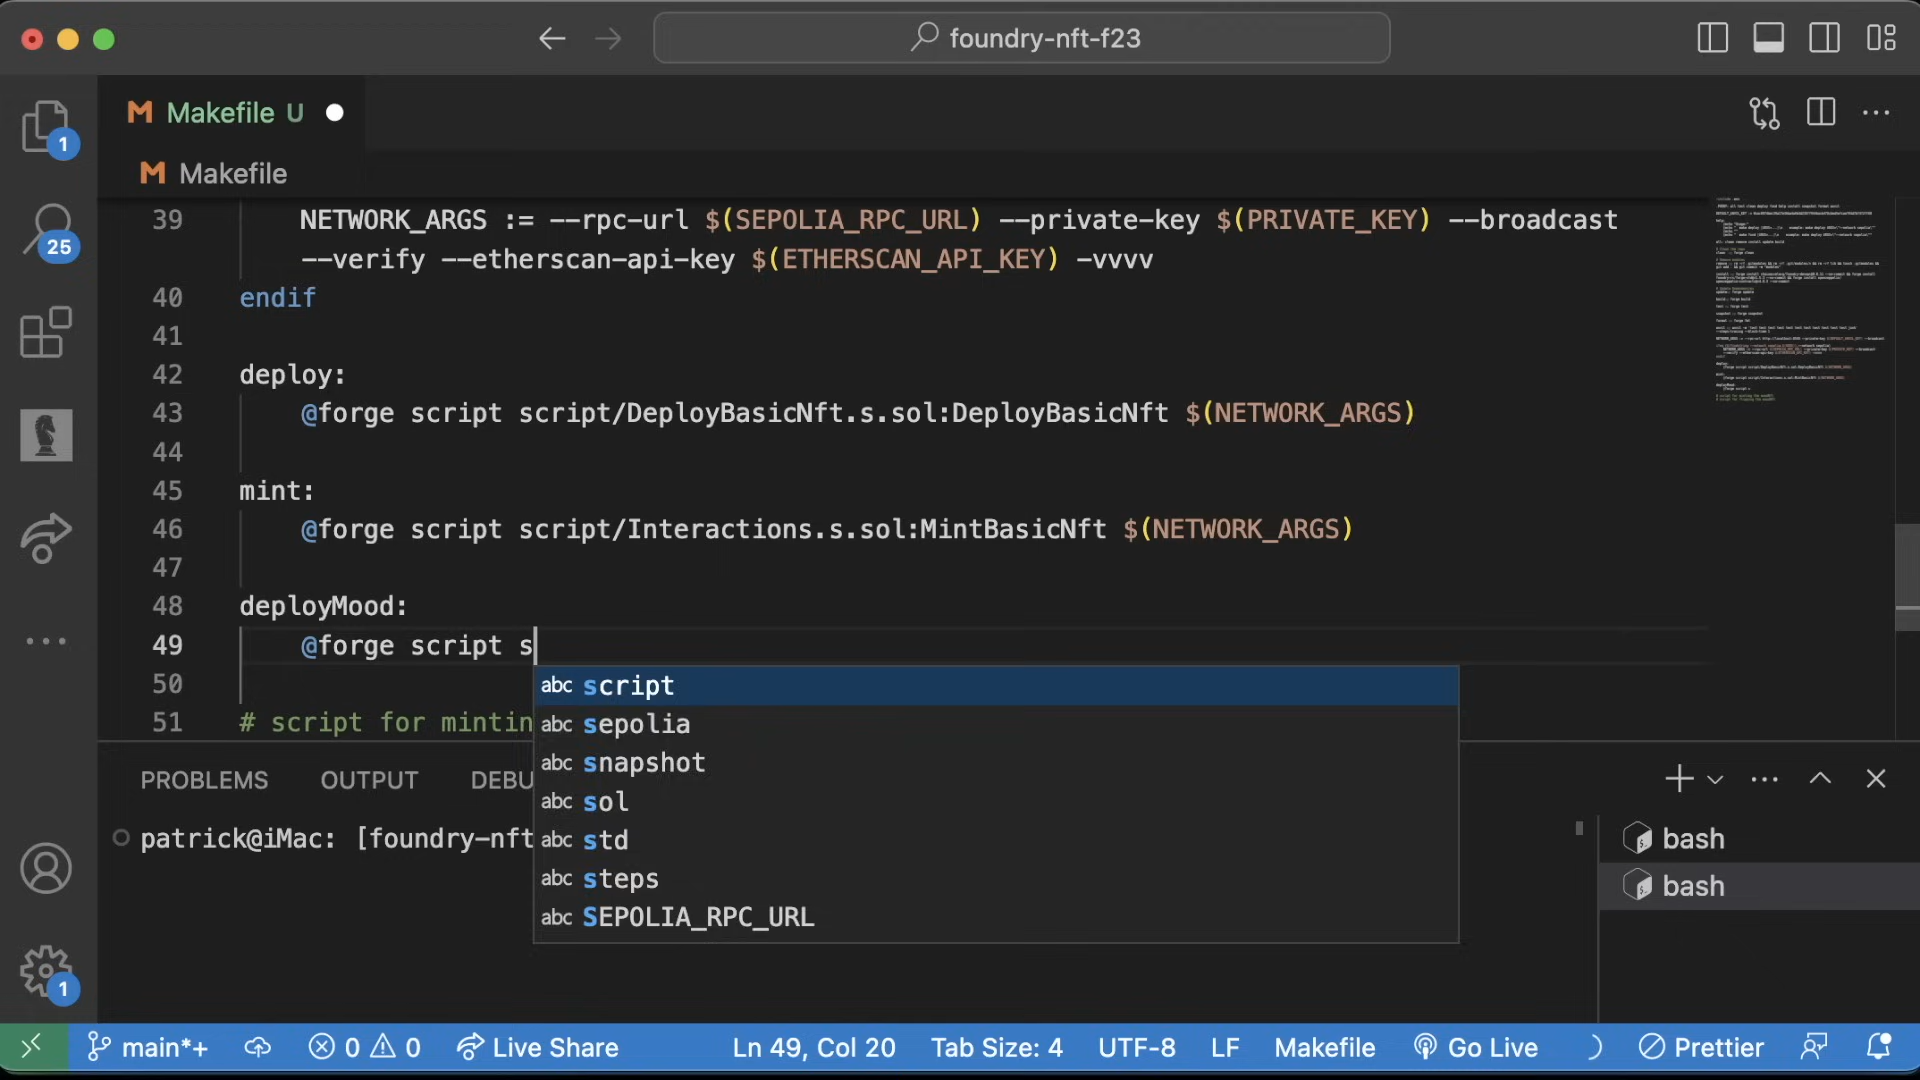 foundry-nft-f23
Makefile U
Makefile
39 NETWORK_ARGS := --rpc-url $(SEPOLIA_RPC_URL) --private-key $(PRIVATE_KEY) --broadcast
--verify --etherscan-api-key $(ETHERSCAN_API_KEY) -vvvv
40 endif
41
42 deploy:
43 @forge script script/DeployBasicNft.s.sol:DeployBasicNft $(NETWORK_ARGS)
44
45 mint:
46 @forge script script/Interactions.s.sol:MintBasicNft $(NETWORK_ARGS)
47
48 deployMood:
49 @forge script s
50
51 # script for mintin
abc script
abc sepolia
abc snapshot
abc sol
abc std
abc steps
abc SEPOLIA_RPC_URL
1
25
1
PROBLEMS OUTPUT DEBU
patrick@iMac: [foundry-nft
bash
bash
main*+ 0 0 Live Share Ln 49, Col 20 Tab Size: 4 UTF-8 LF Makefile Go Live Prettier